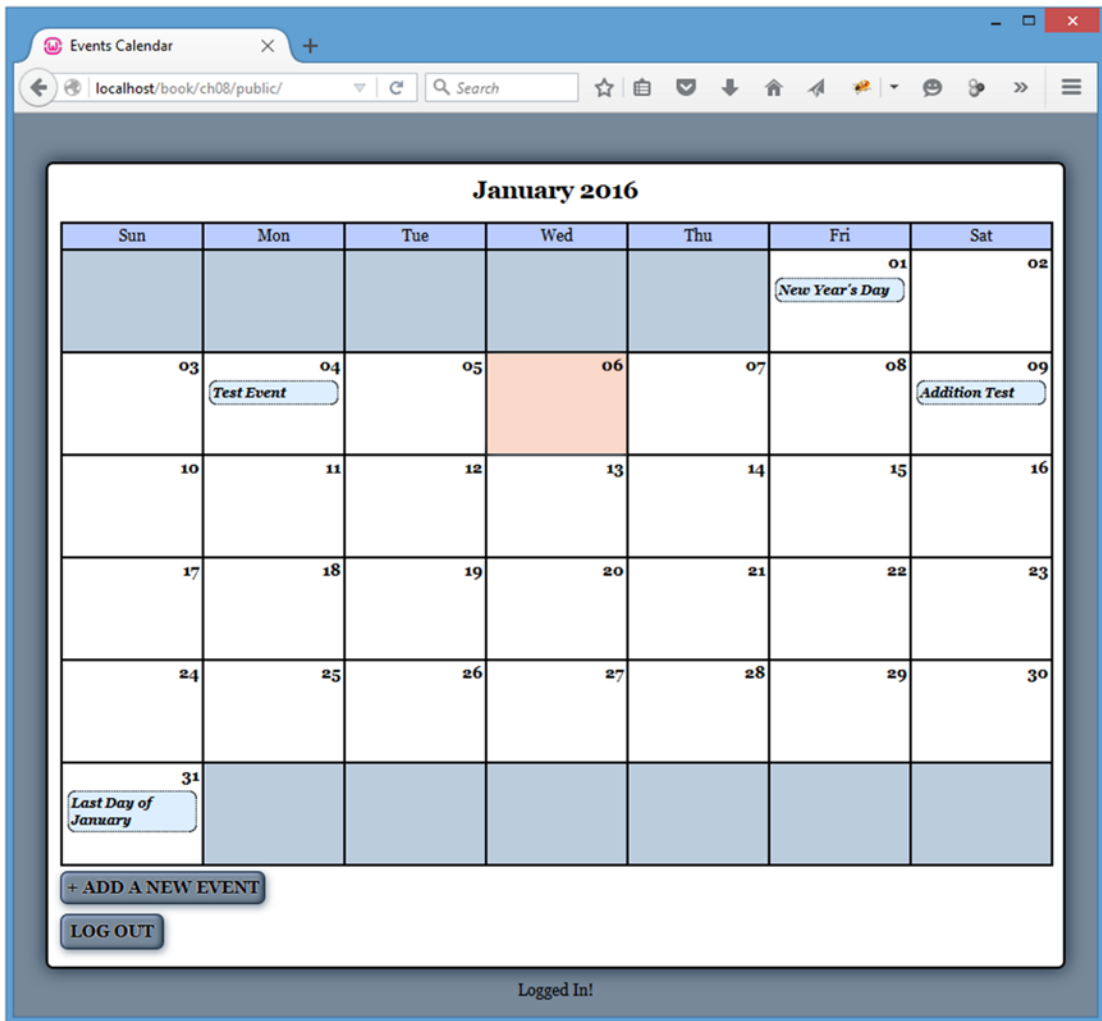 Events Calendar
localhost/book/ch08/public/
Search
January 2016
Sun Mon Tue Wed Thu Fri Sat
01 02
New Year's Day
03 04 05 06 07 08 09
Test Event Addition Test
10 11 12 13 14 15 16
17 18 19 20 21 22 23
24 25 26 27 28 29 30
31
Last Day of
January
+ ADD A NEW EVENT
LOG OUT
Logged In!